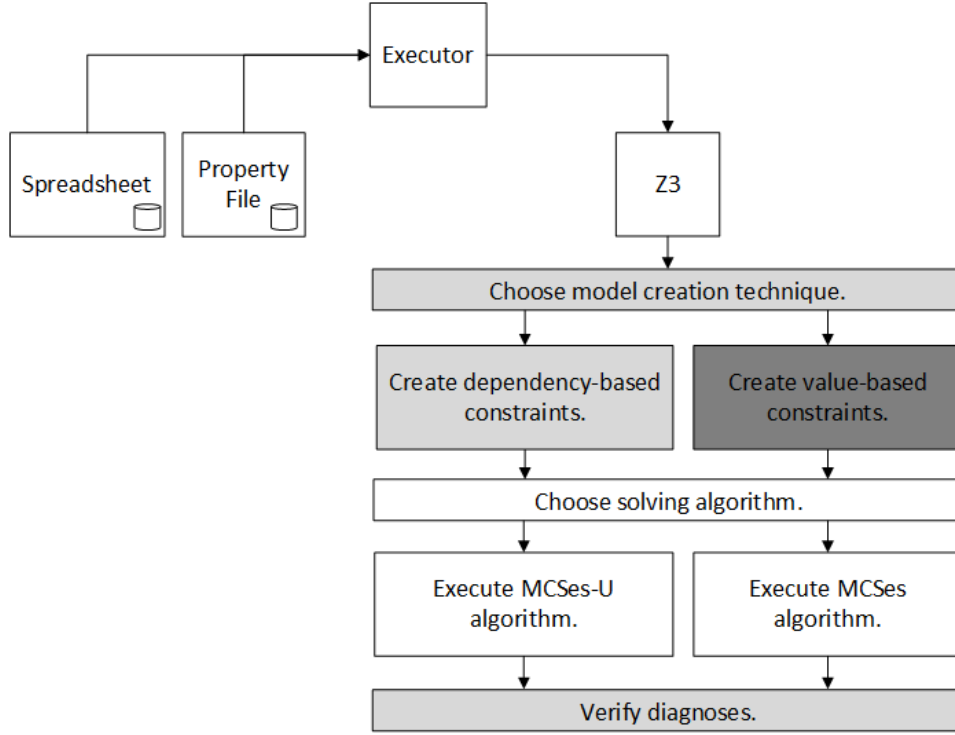 Executor
Spreadsheet
Property
File
Z3
Choose model creation technique.
Create dependency-based
constraints.
Create value-based
constraints.
Choose solving algorithm.
Execute MCSes-U
algorithm.
Execute MCSes
algorithm.
Verify diagnoses.